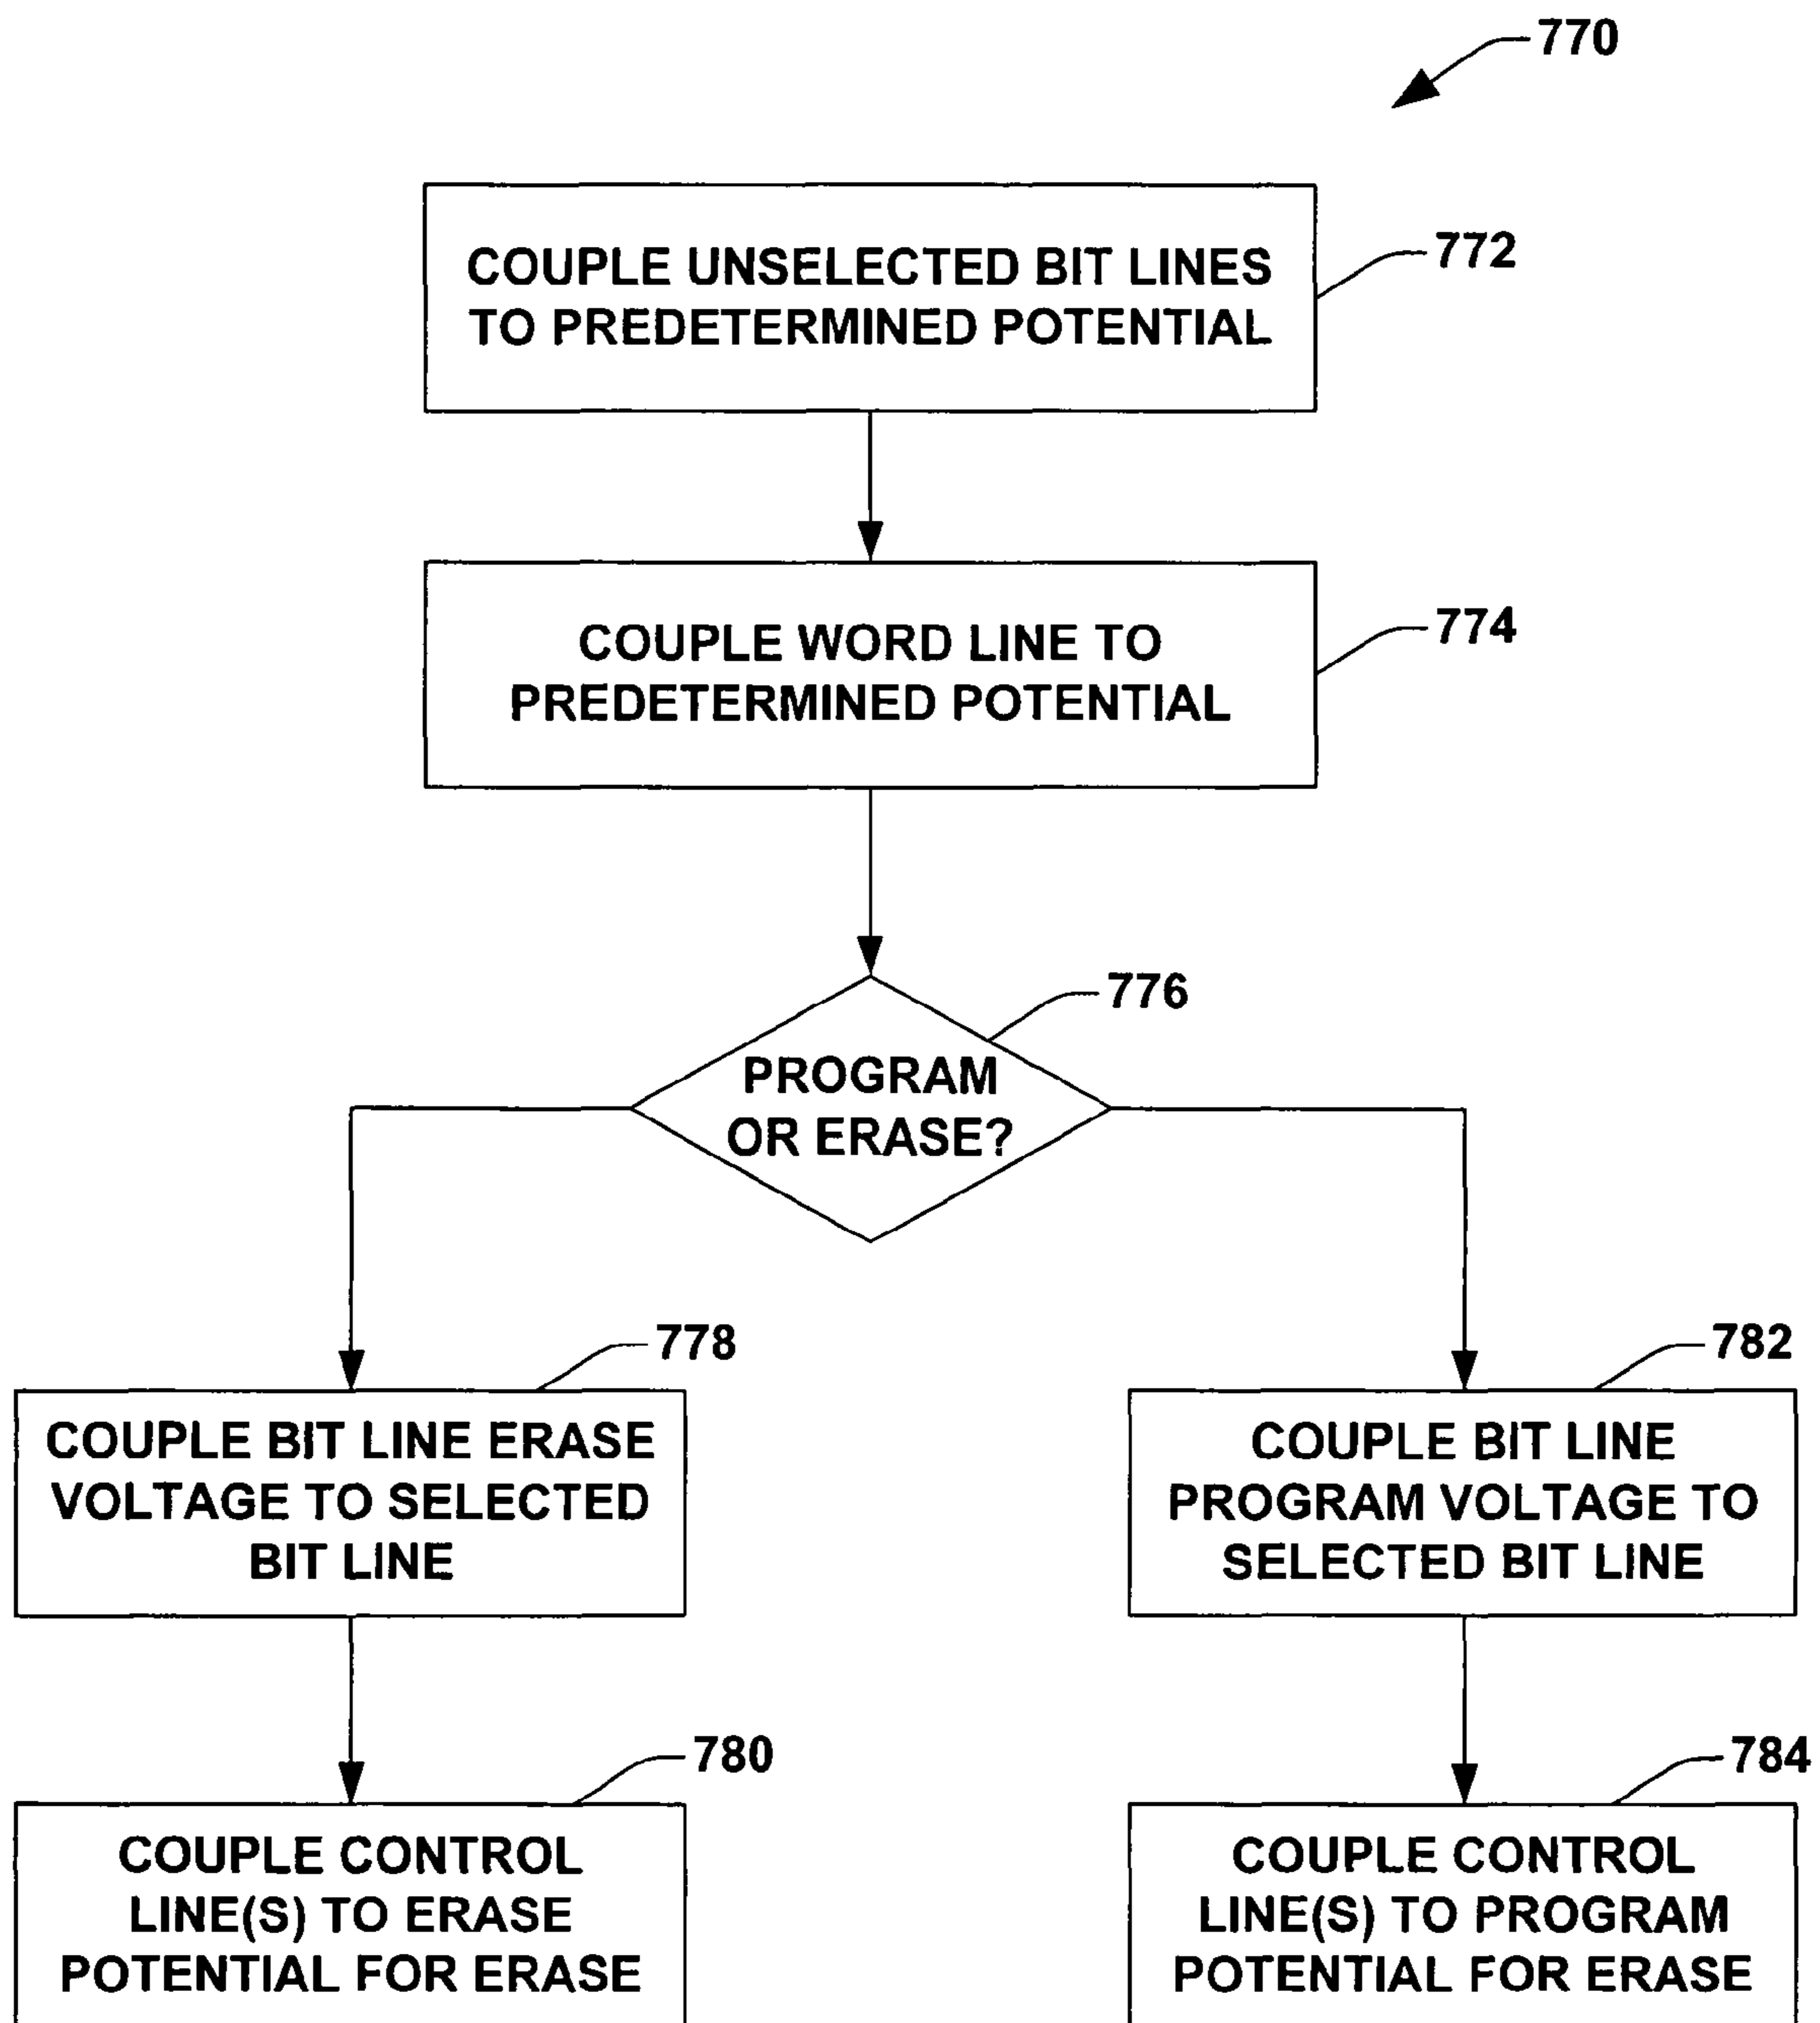 770
COUPLE UNSELECTED BIT LINES
TO PREDETERMINED POTENTIAL
772
COUPLE WORD LINE TO
PREDETERMINED POTENTIAL
774
776
PROGRAM
OR ERASE?
778
COUPLE BIT LINE ERASE
VOLTAGE TO SELECTED
BIT LINE
782
COUPLE BIT LINE
PROGRAM VOLTAGE TO
SELECTED BIT LINE
780
COUPLE CONTROL
LINE(S) TO ERASE
POTENTIAL FOR ERASE
784
COUPLE CONTROL
LINE(S) TO PROGRAM
POTENTIAL FOR ERASE